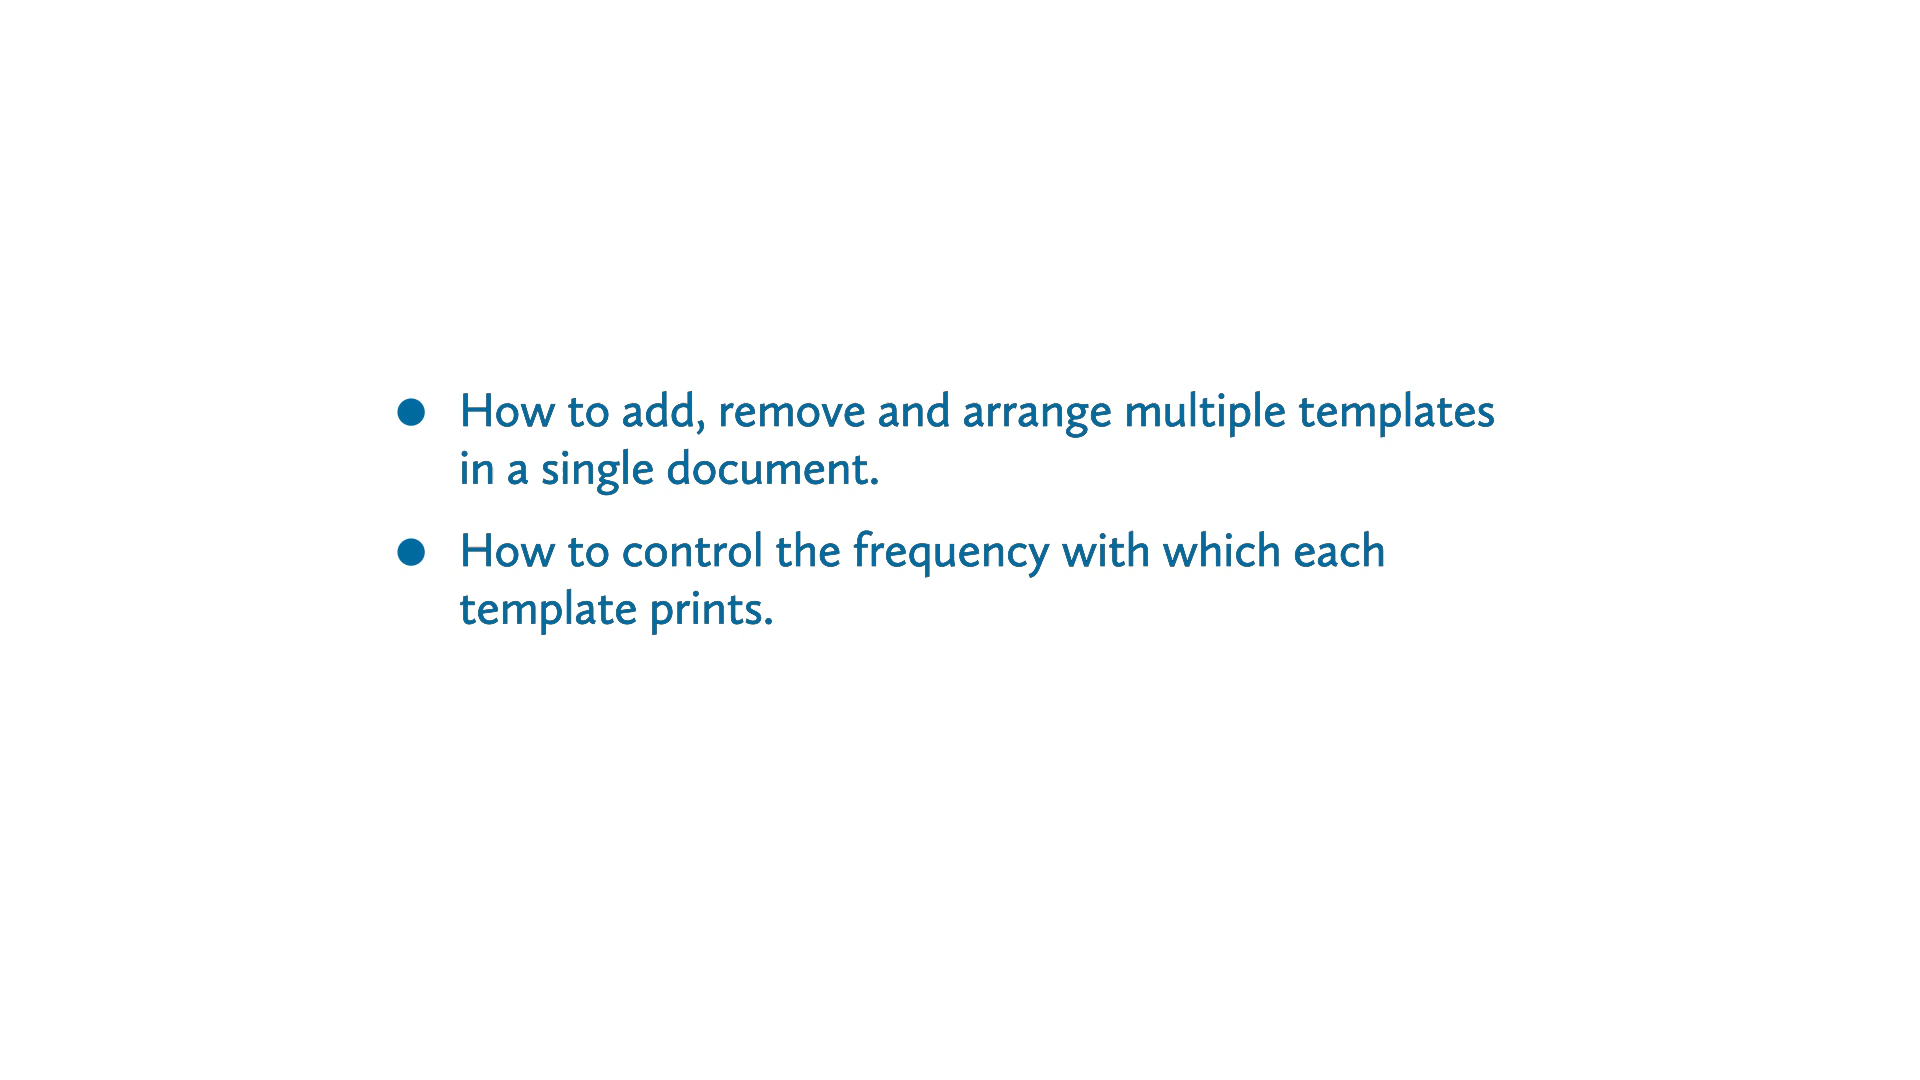 ● How to add, remove and arrange multiple templates
in a single document.
● How to control the frequency with which each
template prints.